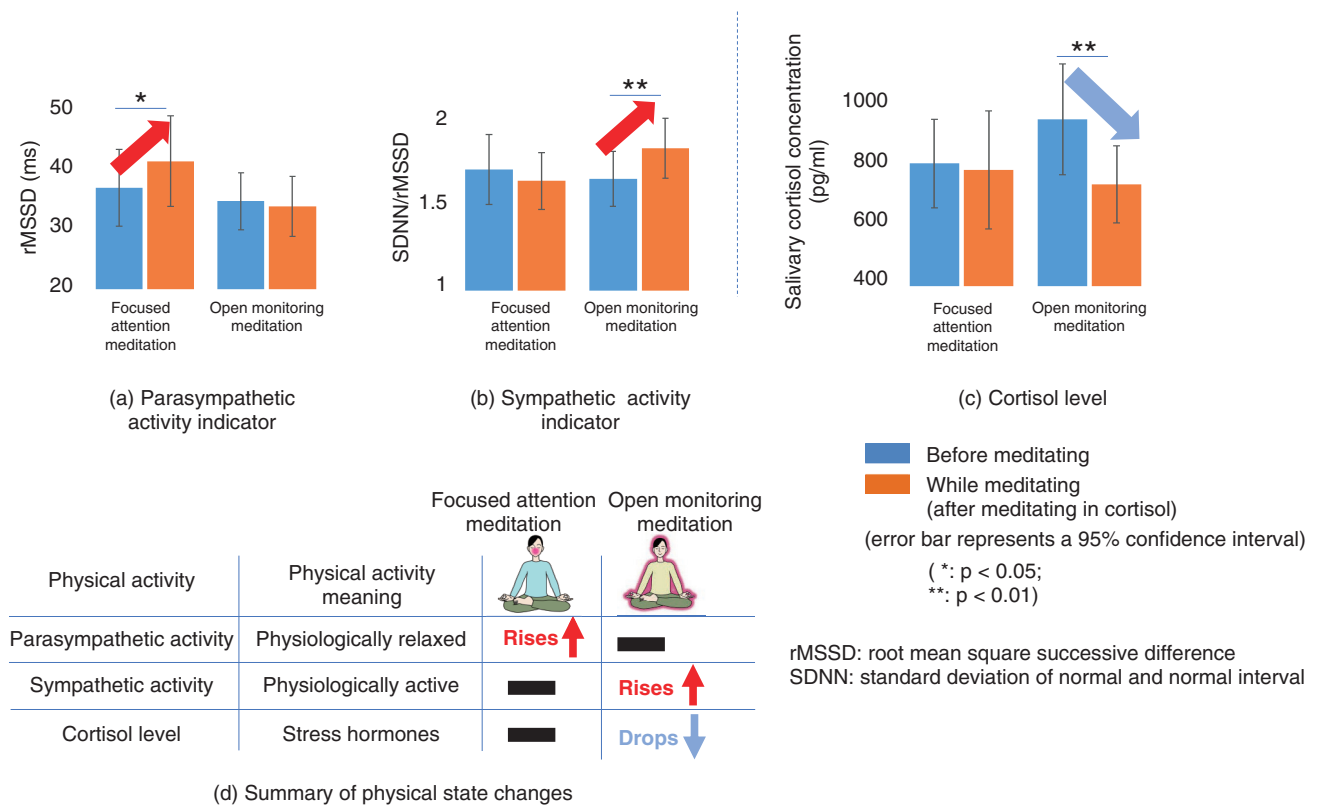 *
50
40
30
20
rMSSD (ms)
Focused
attention
meditation
Open monitoring
meditation
(a) Parasympathetic
activity indicator
**
2
1.5
1
SDNN/rMSSD
Focused
attention
meditation
Open monitoring
meditation
(b) Sympathetic activity
indicator
**
1000
800
600
400
Salivary cortisol concentration
(pg/ml)
Focused
attention
meditation
Open monitoring
meditation
(c) Cortisol level
Before meditating
While meditating
(after meditating in cortisol)
(error bar represents a 95% confidence interval)
( *: p < 0.05;
**: p < 0.01)
rMSSD: root mean square successive difference
SDNN: standard deviation of normal and normal interval
Focused attention
meditation
Open monitoring
meditation
Physical activity
Physical activity
meaning
Parasympathetic activity
Physiologically relaxed
Rises
Sympathetic activity
Physiologically active
Rises
Cortisol level
Stress hormones
Drops
(d) Summary of physical state changes